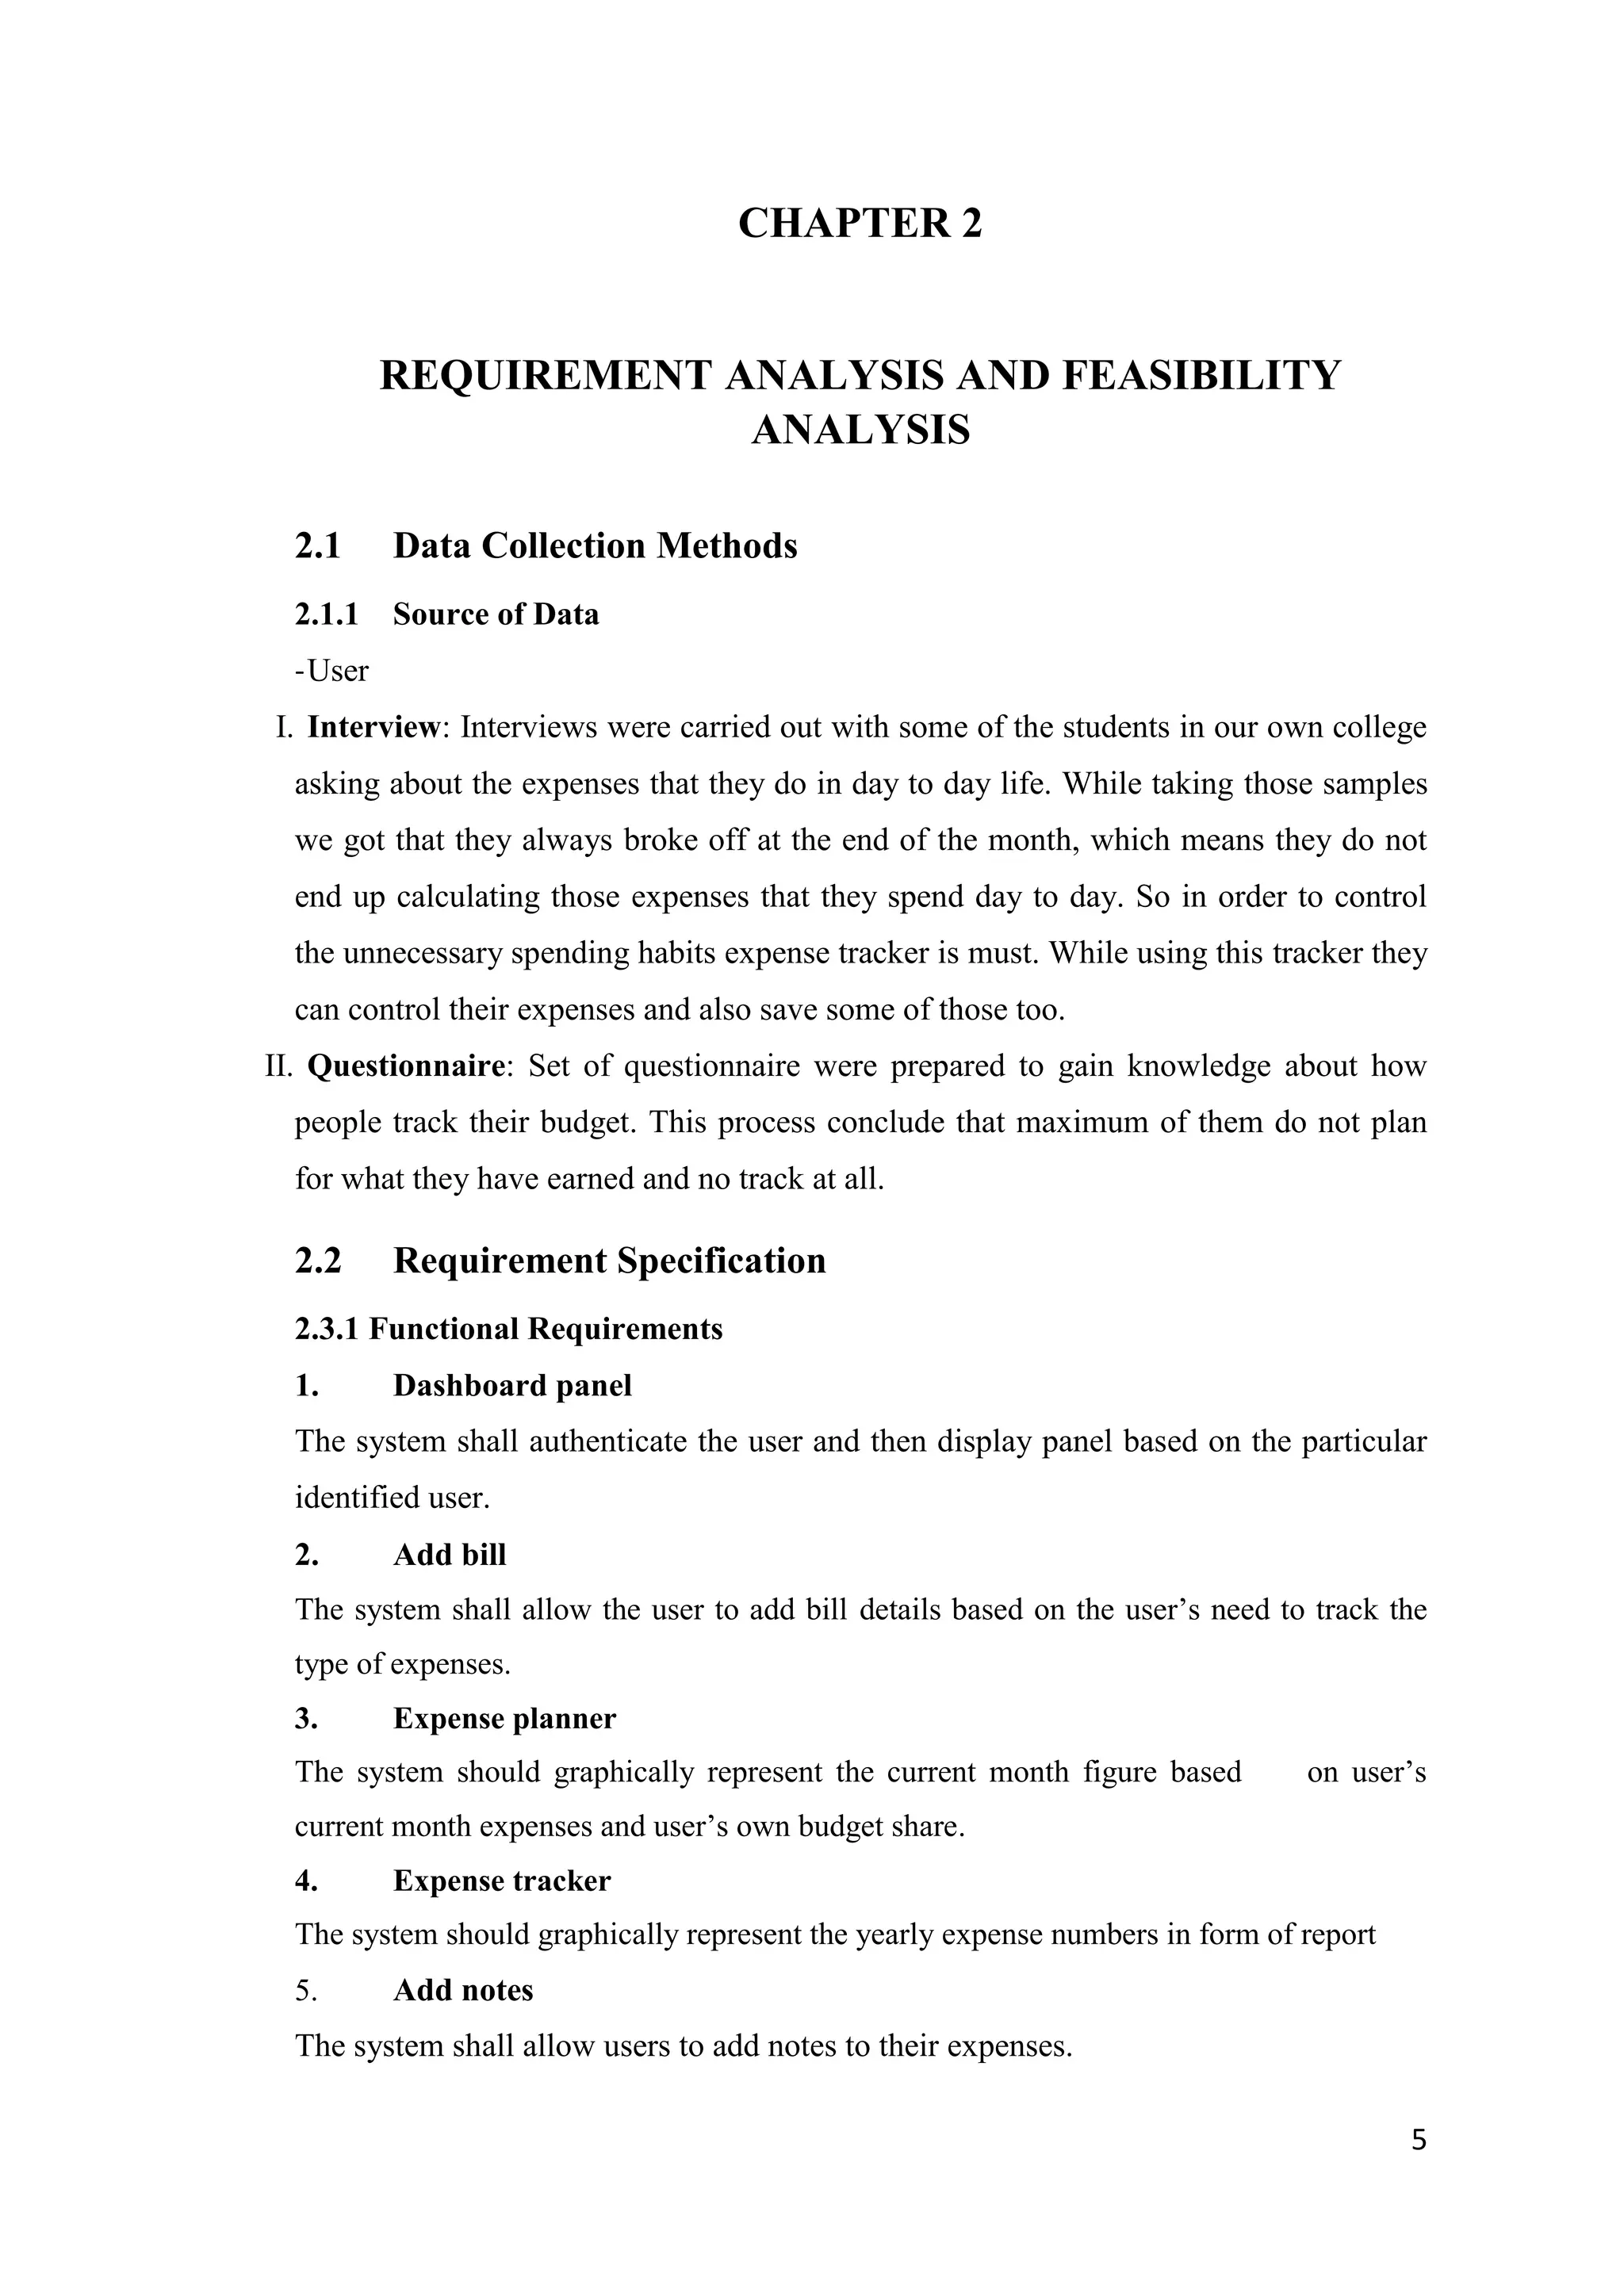 CHAPTER 2
REQUIREMENT ANALYSIS AND FEASIBILITY
ANALYSIS
2.1 Data Collection Methods
2.1.1 Source of Data
-User
I. Interview: Interviews were carried out with some of the students in our own college
asking about the expenses that they do in day to day life. While taking those samples
we got that they always broke off at the end of the month, which means they do not
end up calculating those expenses that they spend day to day. So in order to control
the unnecessary spending habits expense tracker is must. While using this tracker they
can control their expenses and also save some of those too.
II. Questionnaire: Set of questionnaire were prepared to gain knowledge about how
people track their budget. This process conclude that maximum of them do not plan
for what they have earned and no track at all.
2.2 Requirement Specification
2.3.1 Functional Requirements
1. Dashboard panel
The system shall authenticate the user and then display panel based on the particular
identified user.
2. Add bill
The system shall allow the user to add bill details based on the user’s need to track the
type of expenses.
3. Expense planner
The system should graphically represent the current month figure based on user’s
current month expenses and user’s own budget share.
4. Expense tracker
The system should graphically represent the yearly expense numbers in form of report
5. Add notes
The system shall allow users to add notes to their expenses.
5